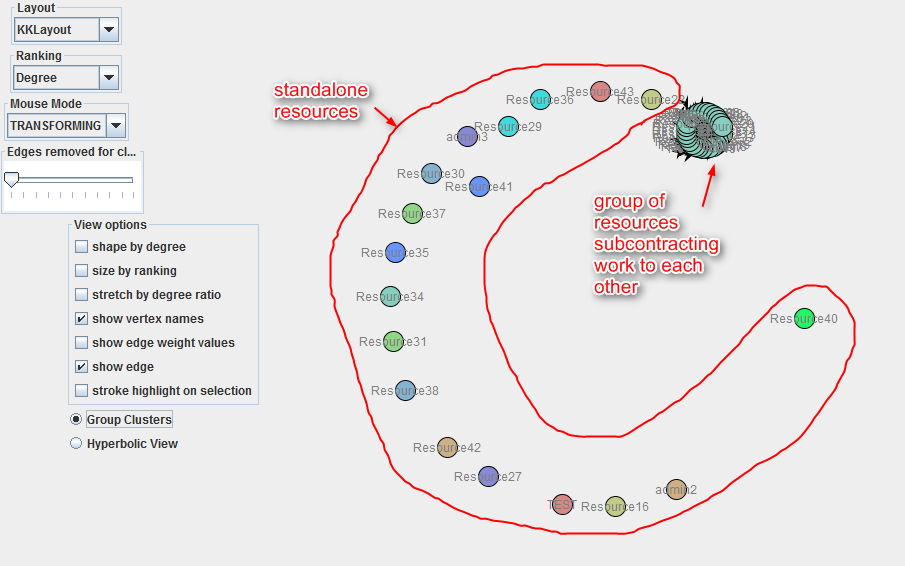 Layout
KKLayout
Ranking
Degree
Mouse Mode
TRANSFORMING
Edges removed for cl...
View options
shape by degree
size by ranking
stretch by degree ratio
show vertex names
show edge weight values
show edge
stroke highlight on selection
Group Clusters
Hyperbolic View
standalone
resources
Resource43
Resource36
Resource29
admin3
Resource30
Resource41
Resource37
Resource35
Resource34
Resource31
Resource38
Resource42
Resource27
TEST
Resource16
admin2
Resource40
group of
resources
subcontracting
work to each
other